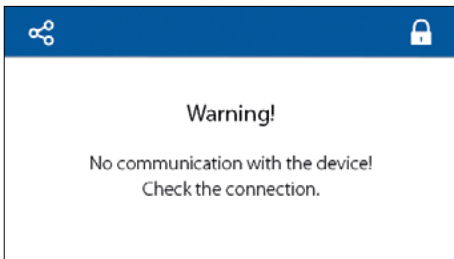 Warning!
No communication with the device!
Check the connection.